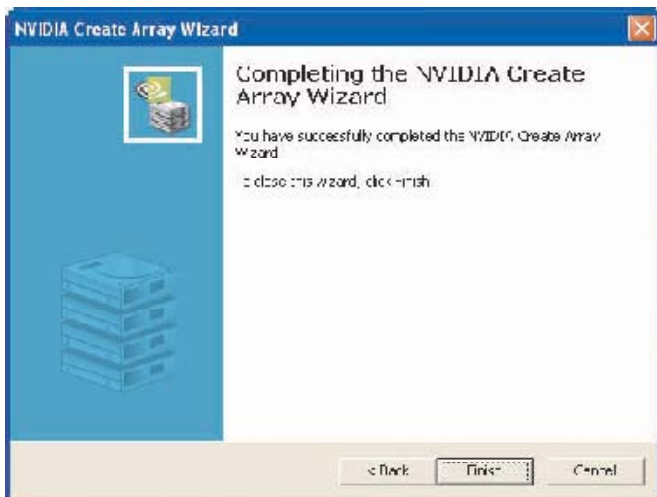 NVIDIA Create Array Wizard
Completing the NVIDIA Create
Array Wizard
You have successfully completed the NVIDIA Create Array
Wizard
To close this wizard, click Finish
< Back
Finish
Cancel